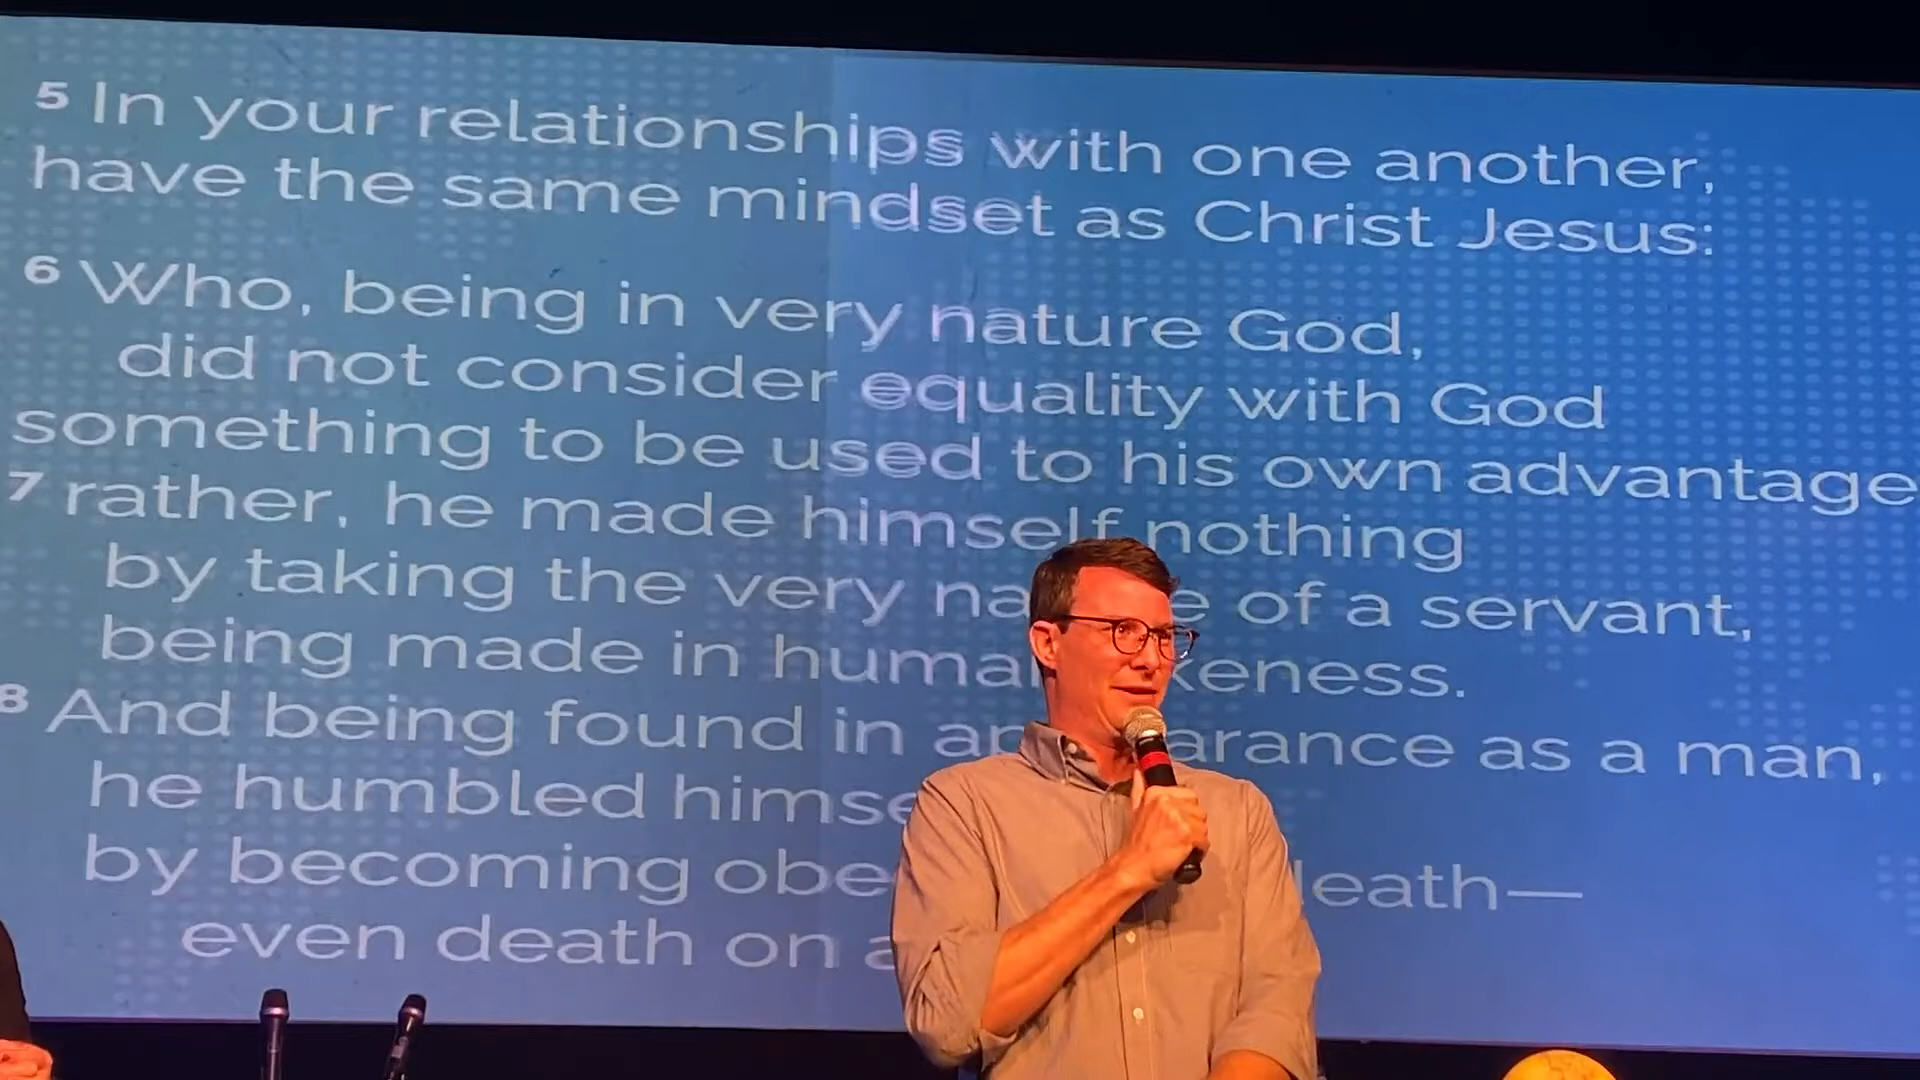 5 In your relationships with one another,
have the same mindset as Christ Jesus:
6 Who, being in very nature God,
did not consider equality with God
something to be used to his own advantage
7 rather, he made himself nothing
by taking the very na e of a servant,
being made in huma keness.
8 And being found in ap arance as a man,
he humbled himse
by becoming obe death—
even death on a